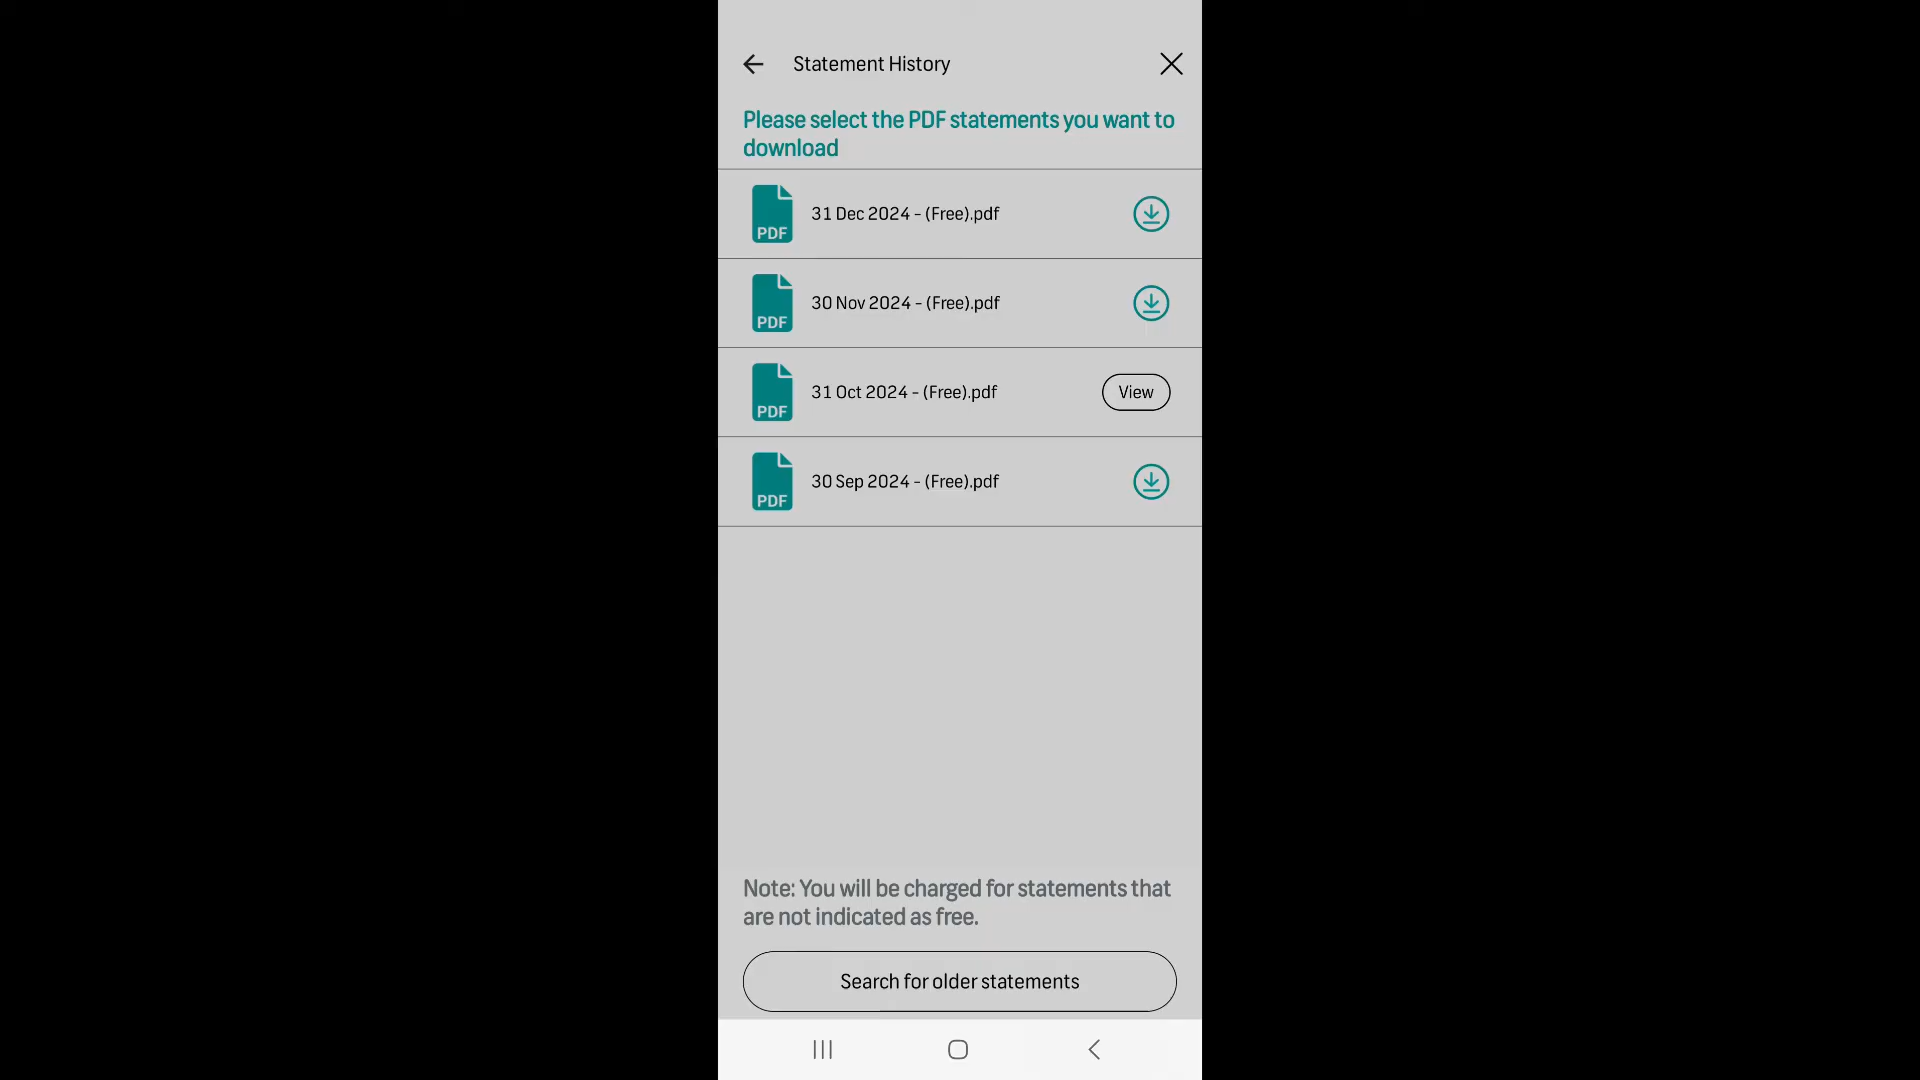 Statement History
Please select the PDF statements you want to
download
PDF
31 Dec 2024 - (Free).pdf
PDF
30 Nov 2024 - (Free).pdf
PDF
31 Oct 2024 - (Free).pdf
View
PDF
30 Sep 2024 - (Free).pdf
Note: You will be charged for statements that
are not indicated as free.
Search for older statements